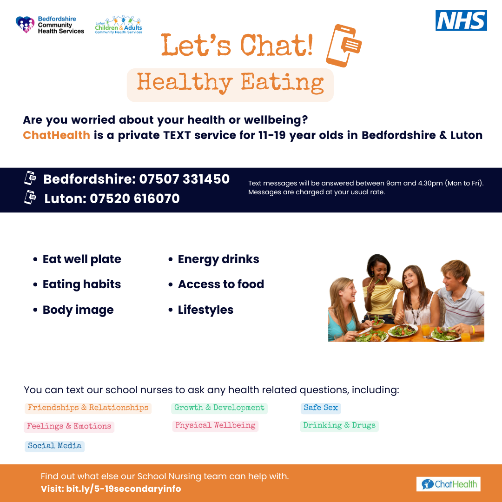 Bedfordshire
Community
Health Services
Children & Adults
Community Health Services
NHS
Let's Chat!
Healthy Eating
Are you worried about your health or wellbeing?
ChatHealth is a private TEXT service for 11-19 year olds in Bedfordshire & Luton
Bedfordshire: 07507 331450
Luton: 07520 616070
Text messages will be answered between 9am and 4.30pm (Mon to Fri).
Messages are charged at your usual rate.
• Eat well plate
• Eating habits
• Body image
• Energy drinks
• Access to food
• Lifestyles
You can text our school nurses to ask any health related questions, including:
Friendships & Relationships
Growth & Development
Safe Sex
Feelings & Emotions
Physical Wellbeing
Drinking & Drugs
Social Media
Find out what else our School Nursing team can help with.
Visit: bit.ly/5-19secondaryinfo
ChatHealth